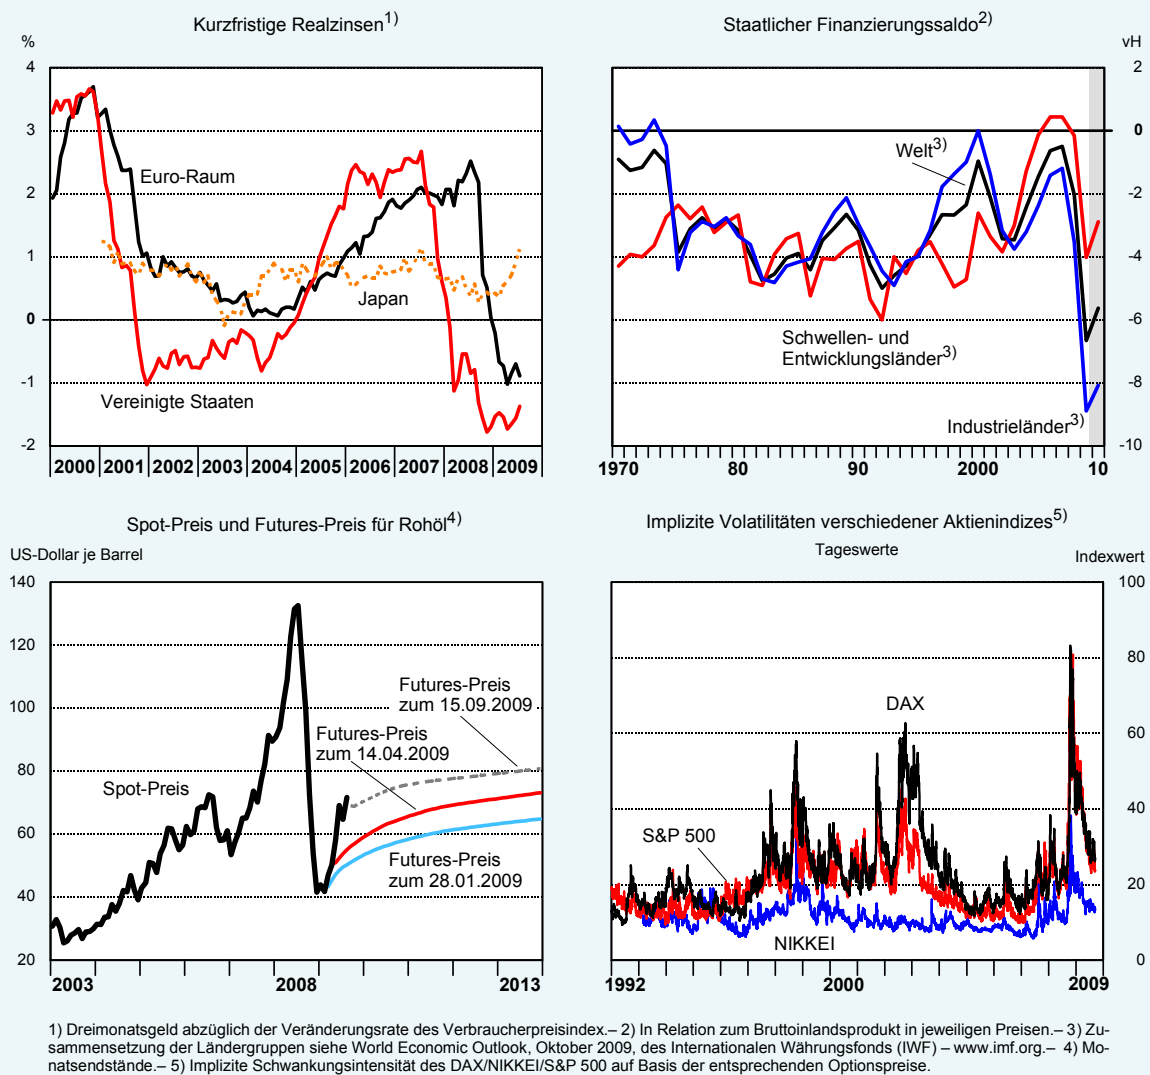 Kurzfristige Realzinsen1)
%
4
3
2
1
0
-1
-2
Euro-Raum
Japan
Vereinigte Staaten
2000 2001 2002 2003 2004 2005 2006 2007 2008 2009
Staatlicher Finanzierungssaldo2)
vH
2
0
-2
-4
-6
-8
-10
Welt3)
Schwellen- und
Entwicklungsländer3)
Industrieländer3)
1970 80 90 2000 10
Spot-Preis und Futures-Preis für Rohöl4)
US-Dollar je Barrel
140
120
100
80
60
40
20
Futures-Preis
zum 15.09.2009
Futures-Preis
zum 14.04.2009
Spot-Preis
Futures-Preis
zum 28.01.2009
2003 2008 2013
Implizite Volatilitäten verschiedener Aktienindizes5)
Tageswerte
Indexwert
100
80
60
40
20
0
DAX
S&P 500
NIKKEI
1992 2000 2009
1) Dreimonatsgeld abzüglich der Veränderungsrate des Verbraucherpreisindex.– 2) In Relation zum Bruttoinlandsprodukt in jeweiligen Preisen.– 3) Zu-
sammensetzung der Ländergruppen siehe World Economic Outlook, Oktober 2009, des Internationalen Währungsfonds (IWF) – www.imf.org.– 4) Mo-
natsendstände.– 5) Implizite Schwankungsintensität des DAX/NIKKEI/S&P 500 auf Basis der entsprechenden Optionspreise.